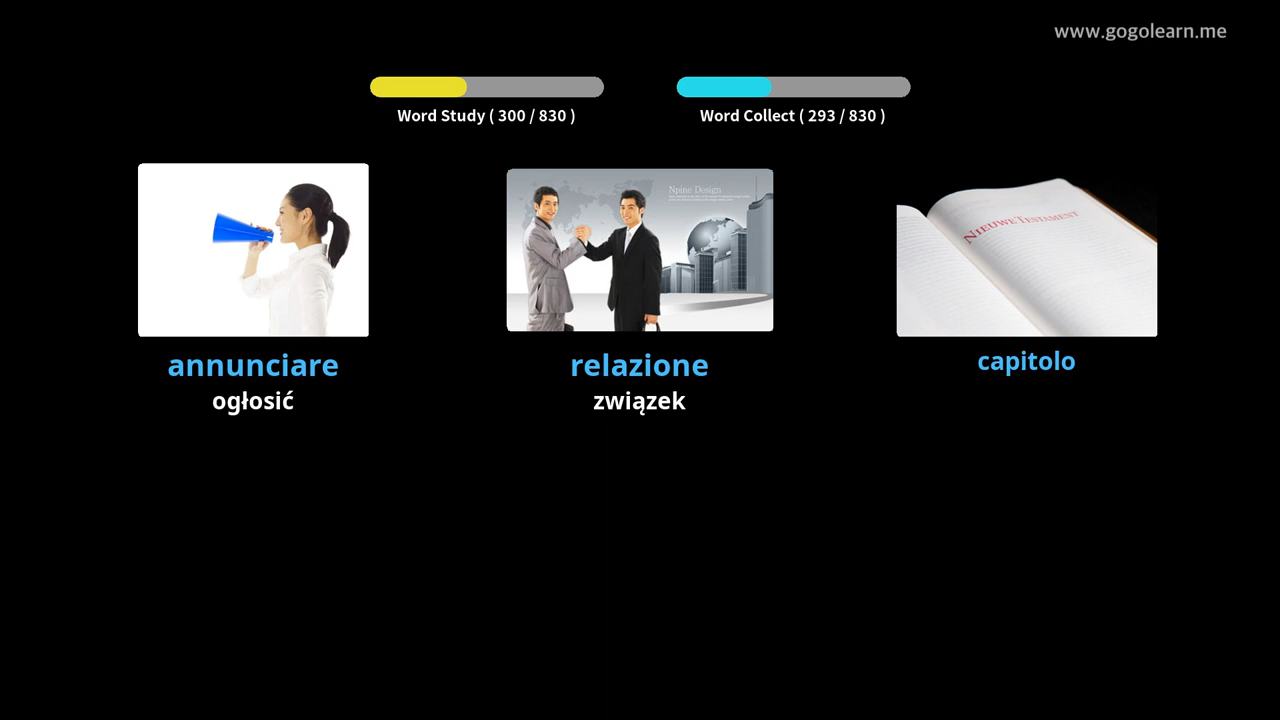 www.gogolearn.me
Word Study ( 300 / 830 )
Word Collect ( 293 / 830 )
Npine Design
NIEUWE TESTAMENT
annunciare
relazione
capitolo
ogłosić
związek